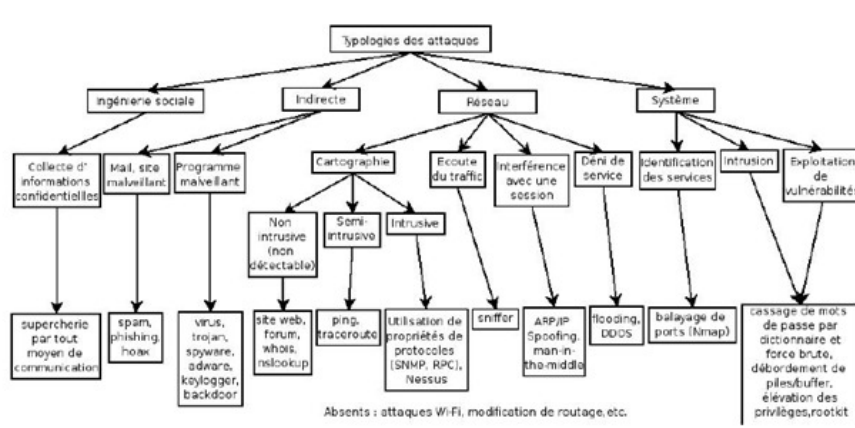 Typologies des attaques
Ingénierie sociale
Indirecte
Réseau
Système
Collecte d'
informations
confidentielles
Mail, site
malveillant
Programme
malveillant
Cartographie
Ecoute
du traffic
Interférence
avec une
session
Déni de
service
Identification
des services
Intrusion
Exploitation
de
vulnérabilités
Non
intrusive
(non
détectable)
Semi-
intrusive
Intrusive
supercherie
par tout
moyen de
communication
spam,
phishing,
hoax
virus,
trojan,
spyware,
adware,
keylogger,
backdoor
site web,
forum,
whois,
nslookup
ping,
traceroute
Utilisation de
propriétés de
protocoles
(SNMP, RPC),
Nessus
sniffer
ARP/IP
Spoofing,
man-in-
the-middle
flooding,
DDOS
balayage de
ports (Nmap)
cassage de mots
de passe par
dictionnaire et
force brute,
débordement de
piles/buffer,
élévation des
privilèges,rootkit
Absents : attaques Wi-Fi, modification de routage,etc.